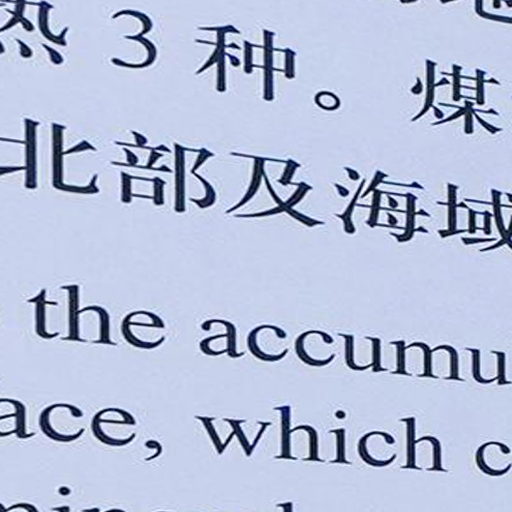 热 3 种。煤
北部及海域
the accumu
ace, which c